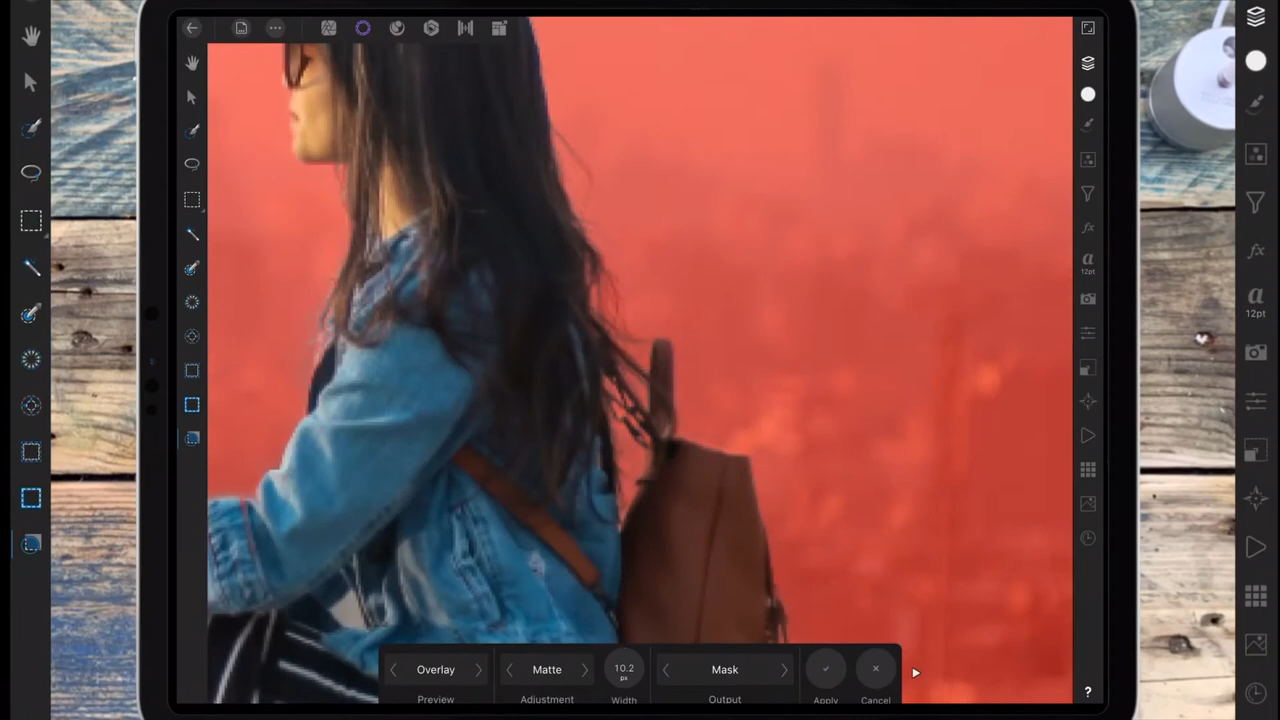 a
12pt
a
12pt
Overlay
Matte
10.2
px
Mask
Preview
Adjustment
Width
Output
Apply
Cancel
?